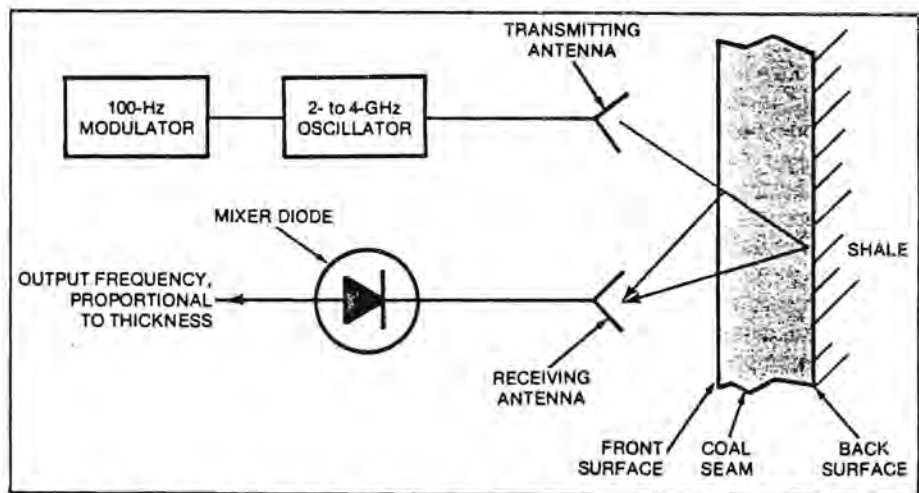 TRANSMITTING
ANTENNA
100-Hz
MODULATOR
2- to 4-GHz
OSCILLATOR
MIXER DIODE
OUTPUT FREQUENCY,
PROPORTIONAL
TO THICKNESS
SHALE
RECEIVING
ANTENNA
FRONT
SURFACE
COAL
SEAM
BACK
SURFACE